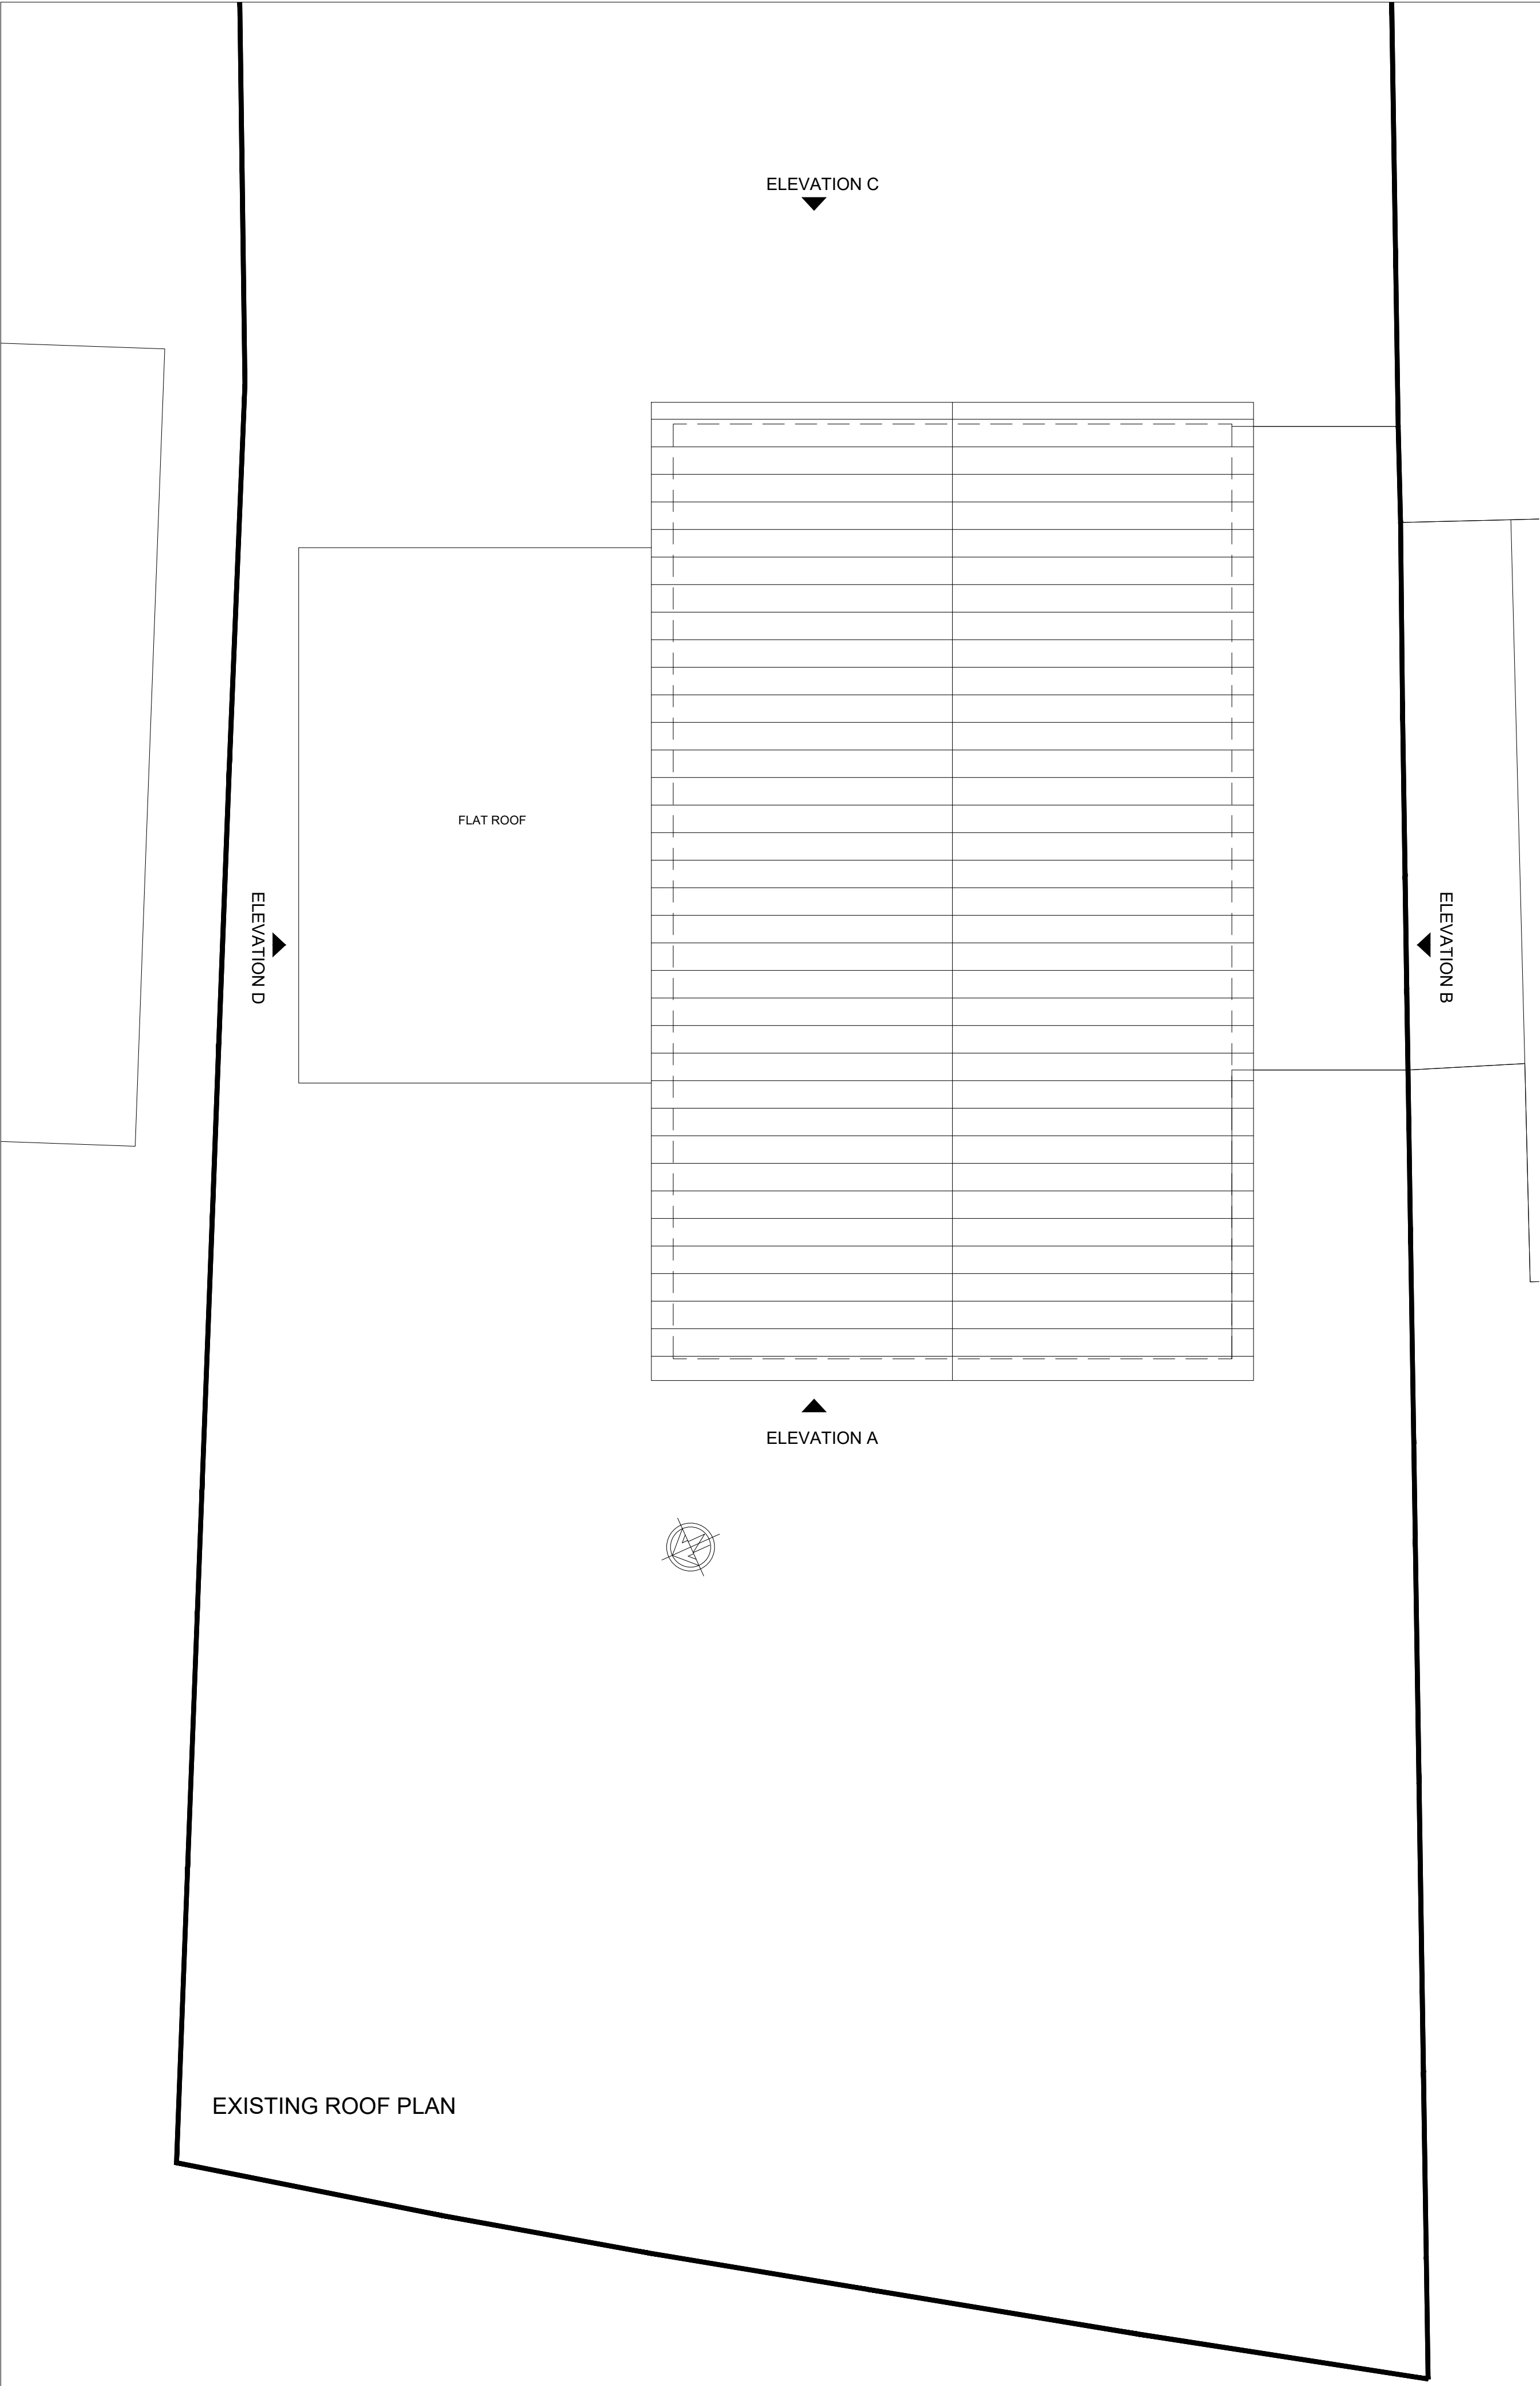 ELEVATION C
FLAT ROOF
ELEVATION D
ELEVATION B
ELEVATION A
EXISTING ROOF PLAN